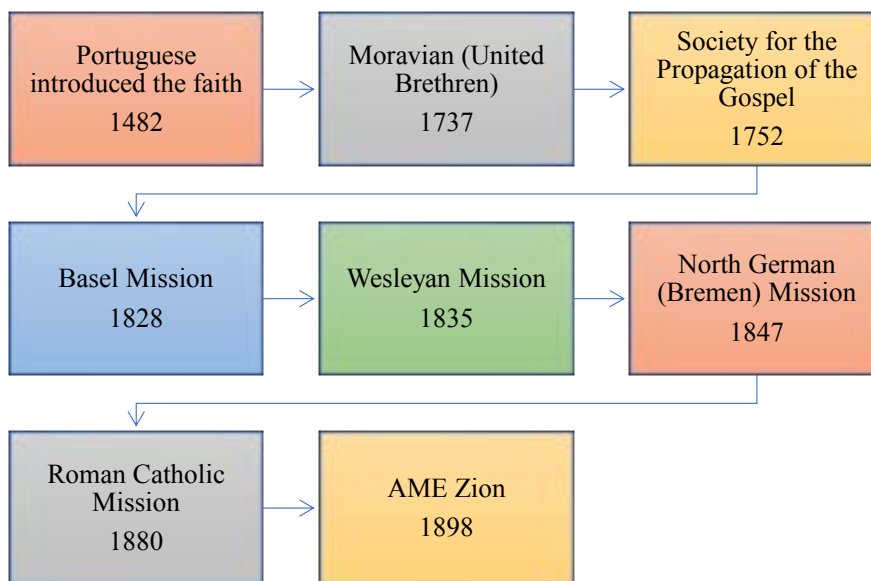 Portuguese
introduced the faith
1482
Moravian (United
Brethren)
1737
Society for the
Propagation of the
Gospel
1752
Basel Mission
1828
Wesleyan Mission
1835
North German
(Bremen) Mission
1847
Roman Catholic
Mission
1880
AME Zion
1898